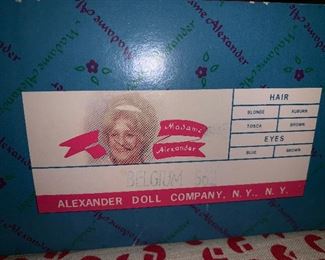 Madame Alexander
Madame Alexander
HAIR
BLONDE AUBURN
TOSCA BROWN
EYES
BLUE BROWN
Madame
Alexander
BELGIUM
ALEXANDER DOLL COMPANY, N. Y., N. Y.